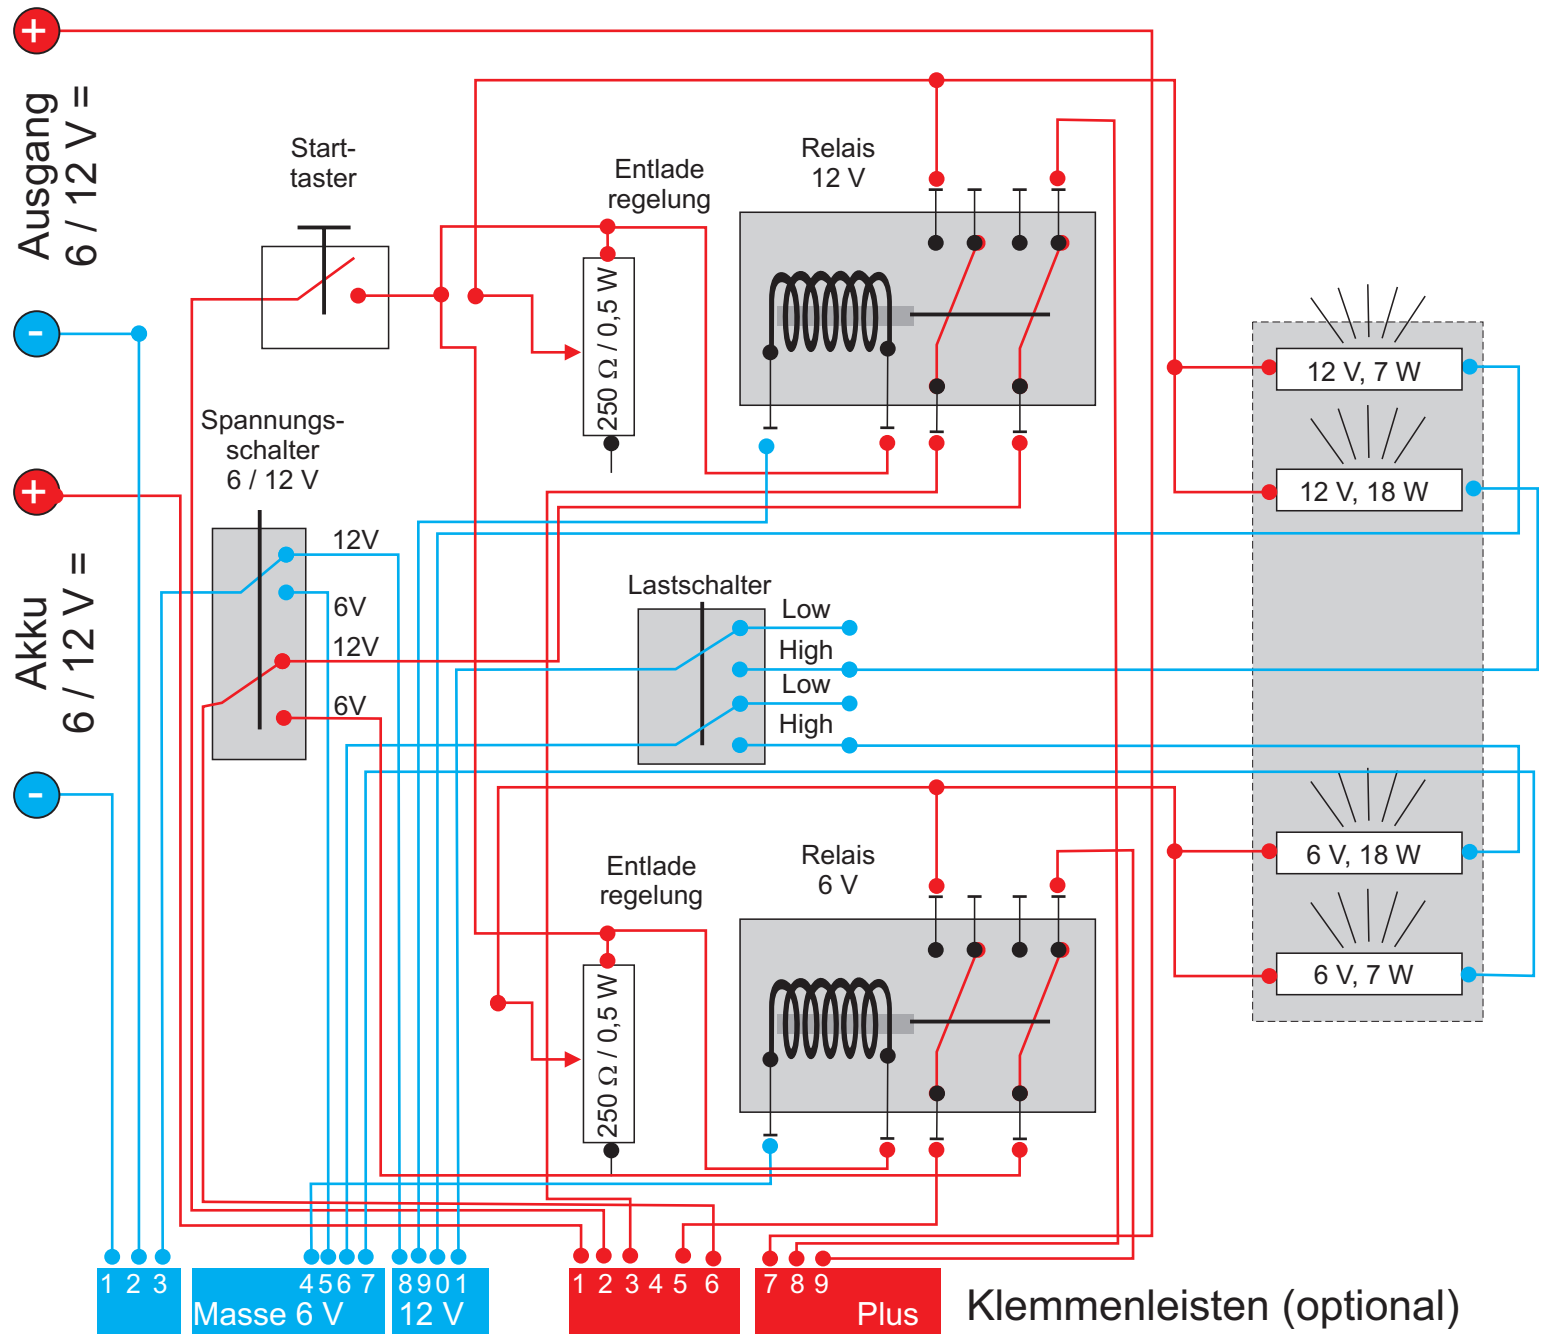 +
Ausgang
6 / 12 V =
-
+
Akku
6 / 12 V =
-
Start-
taster
Entlade
regelung
250 Ω / 0,5 W
Relais
12 V
Spannungs-
schalter
6 / 12 V
12V
6V
12V
6V
Lastschalter
Low
High
Low
High
12 V, 7 W
12 V, 18 W
6 V, 18 W
6 V, 7 W
Entlade
regelung
250 Ω / 0,5 W
Relais
6 V
1 2 3
4 5 6 7
Masse 6 V
8 9 0 1
12 V
1 2 3 4 5 6
7 8 9
Plus
Klemmenleisten (optional)